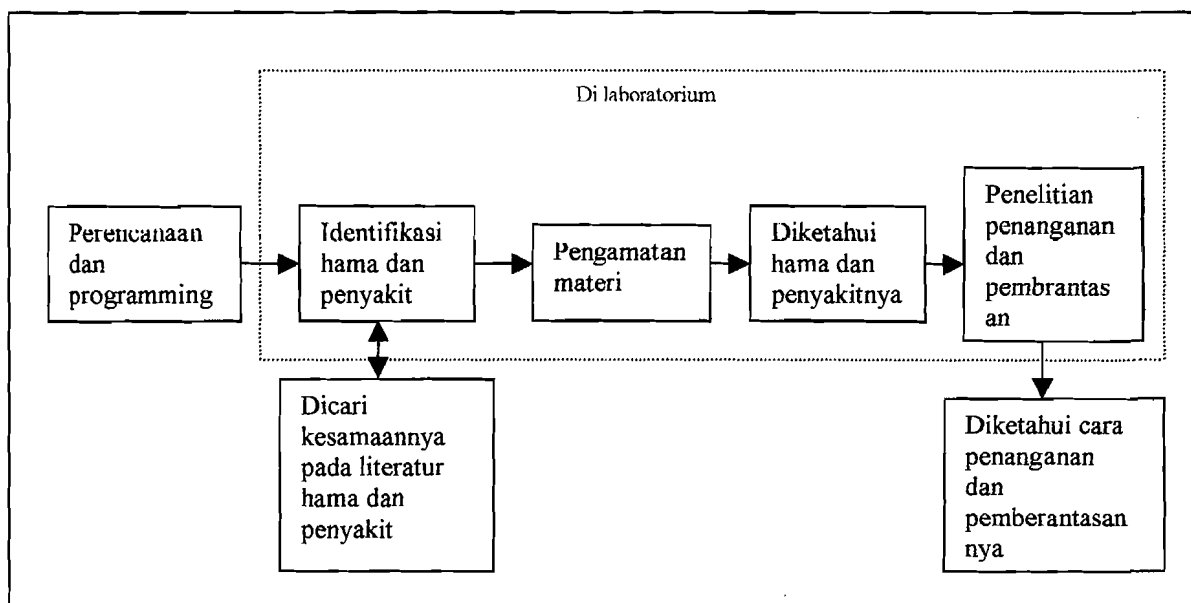 Di laboratorium
Perencanaan
dan
programming
Identifikasi
hama dan
penyakit
Pengamatan
materi
Diketahui
hama dan
penyakitnya
Penelitian
penanganan
dan
pembrantas
an
Dicari
kesamaannya
pada literatur
hama dan
penyakit
Diketahui cara
penanganan
dan
pemberantasan
nya